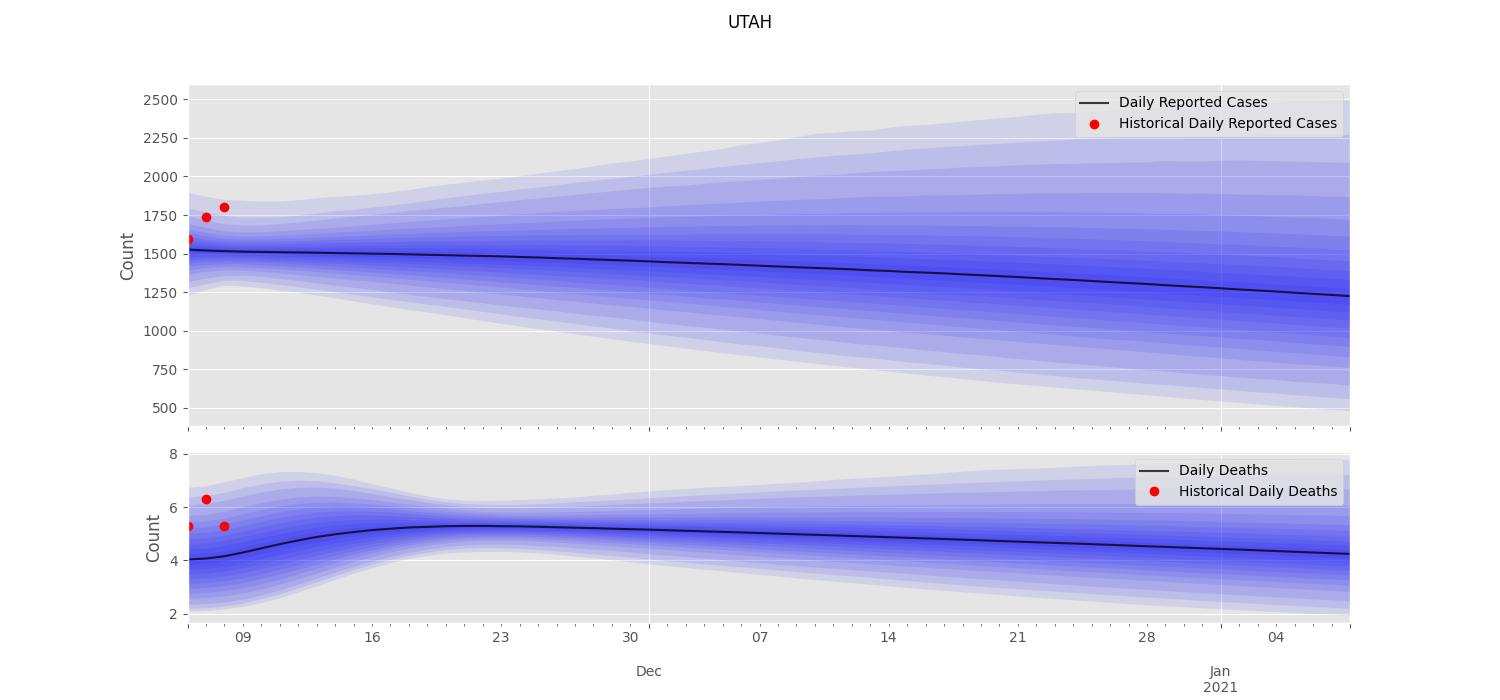 UTAH
2500
2250
2000
1750
1500
1250
1000
750
500
Count
Daily Reported Cases
Historical Daily Reported Cases
8
6
4
2
Count
Daily Deaths
Historical Daily Deaths
09 16 23 30 07 14 21 28 04
Dec Jan
2021